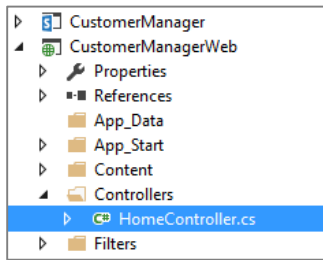 CustomerManager
CustomerManagerWeb
Properties
References
App_Data
App_Start
Content
Controllers
C# HomeController.cs
Filters